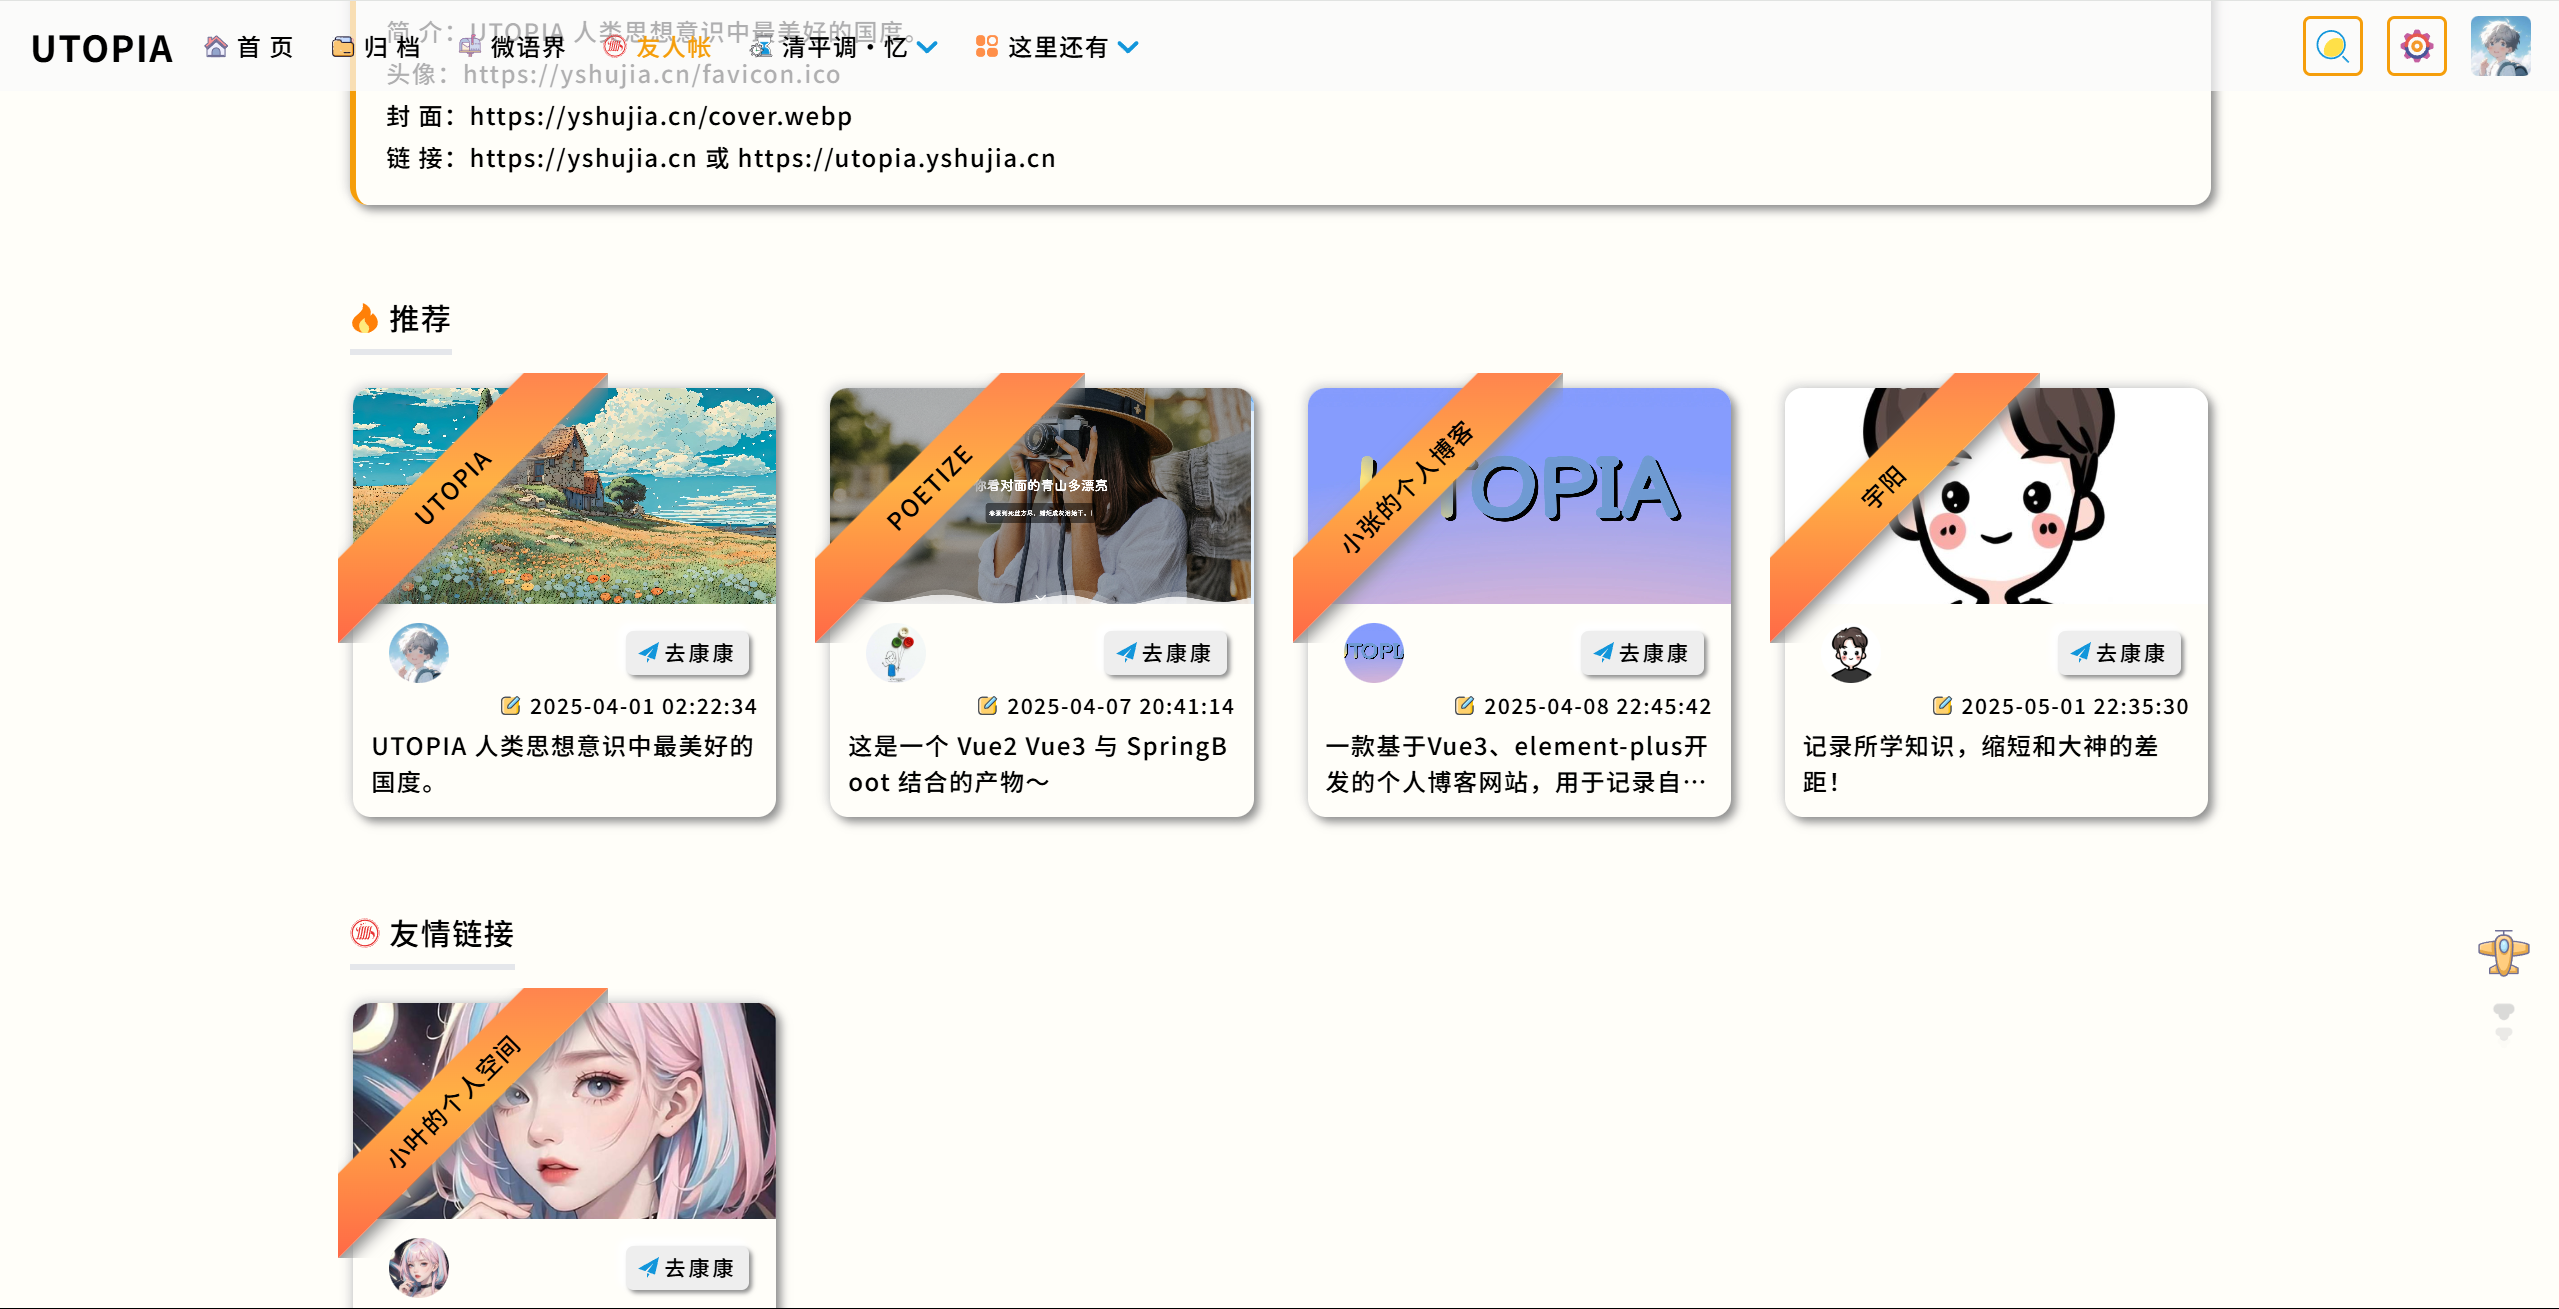 UTOPIA 首 页 归 档 微语界 友人帐 清平调・忆 这里还有
简 介：UTOPIA 人类思想意识中最美好的国度。
头像：https://yshujia.cn/favicon.ico
封 面：https://yshujia.cn/cover.webp
链 接：https://yshujia.cn 或 https://utopia.yshujia.cn
推荐
UTOPIA
去康康
2025-04-01 02:22:34
UTOPIA 人类思想意识中最美好的
国度。
POETIZE
你看对面的青山多漂亮
去康康
2025-04-07 20:41:14
这是一个 Vue2 Vue3 与 SpringB
oot 结合的产物～
小张的个人博客
UTOPIA
去康康
2025-04-08 22:45:42
一款基于Vue3、element-plus开
发的个人博客网站，用于记录自…
宇阳
去康康
2025-05-01 22:35:30
记录所学知识，缩短和大神的差
距！
友情链接
小叶的个人空间
去康康